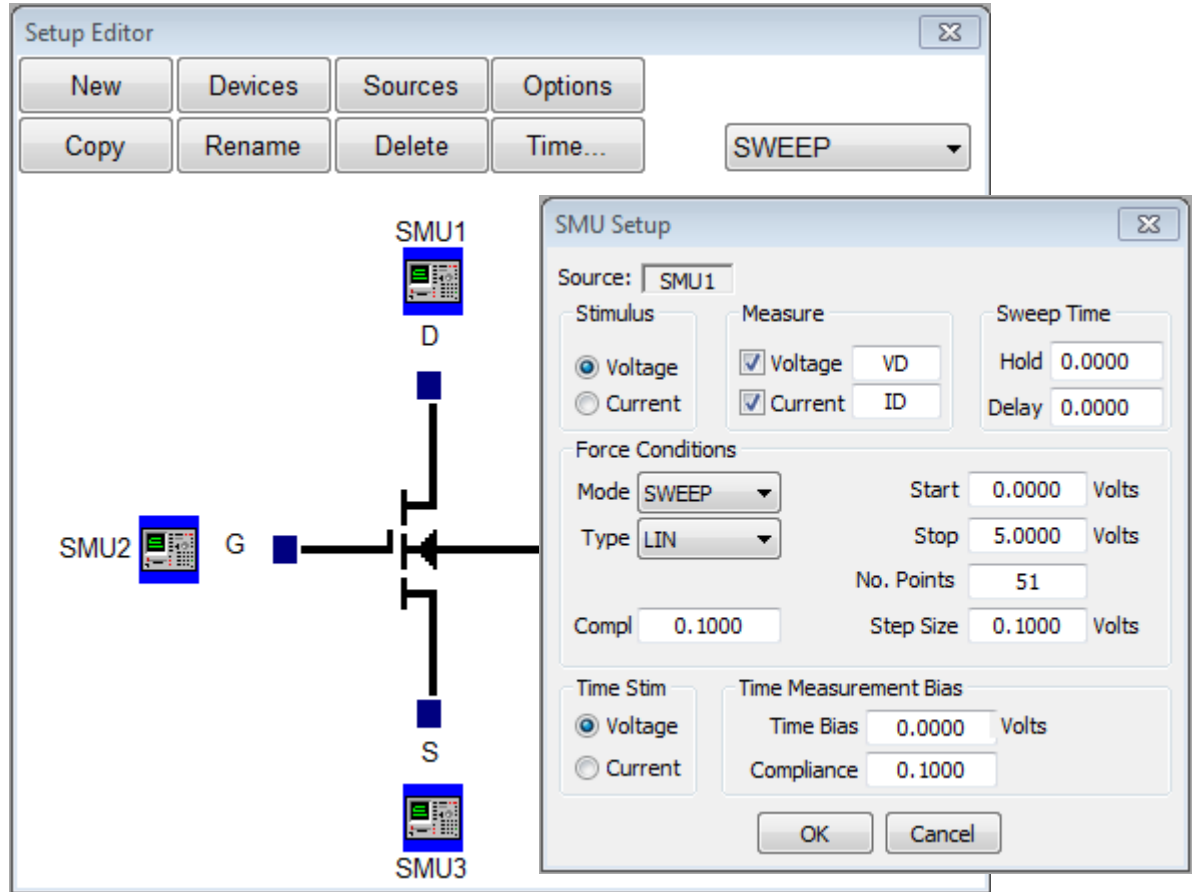 Setup Editor
New Devices Sources Options
Copy Rename Delete Time... SWEEP
SMU1
D
SMU2 G
S
SMU3
SMU Setup
Source: SMU1
Stimulus Measure Sweep Time
Voltage Voltage VD Hold 0.0000
Current Current ID Delay 0.0000
Force Conditions
Mode SWEEP Start 0.0000 Volts
Type LIN Stop 5.0000 Volts
No. Points 51
Compl 0.1000 Step Size 0.1000 Volts
Time Stim Time Measurement Bias
Voltage Time Bias 0.0000 Volts
Current Compliance 0.1000
OK Cancel